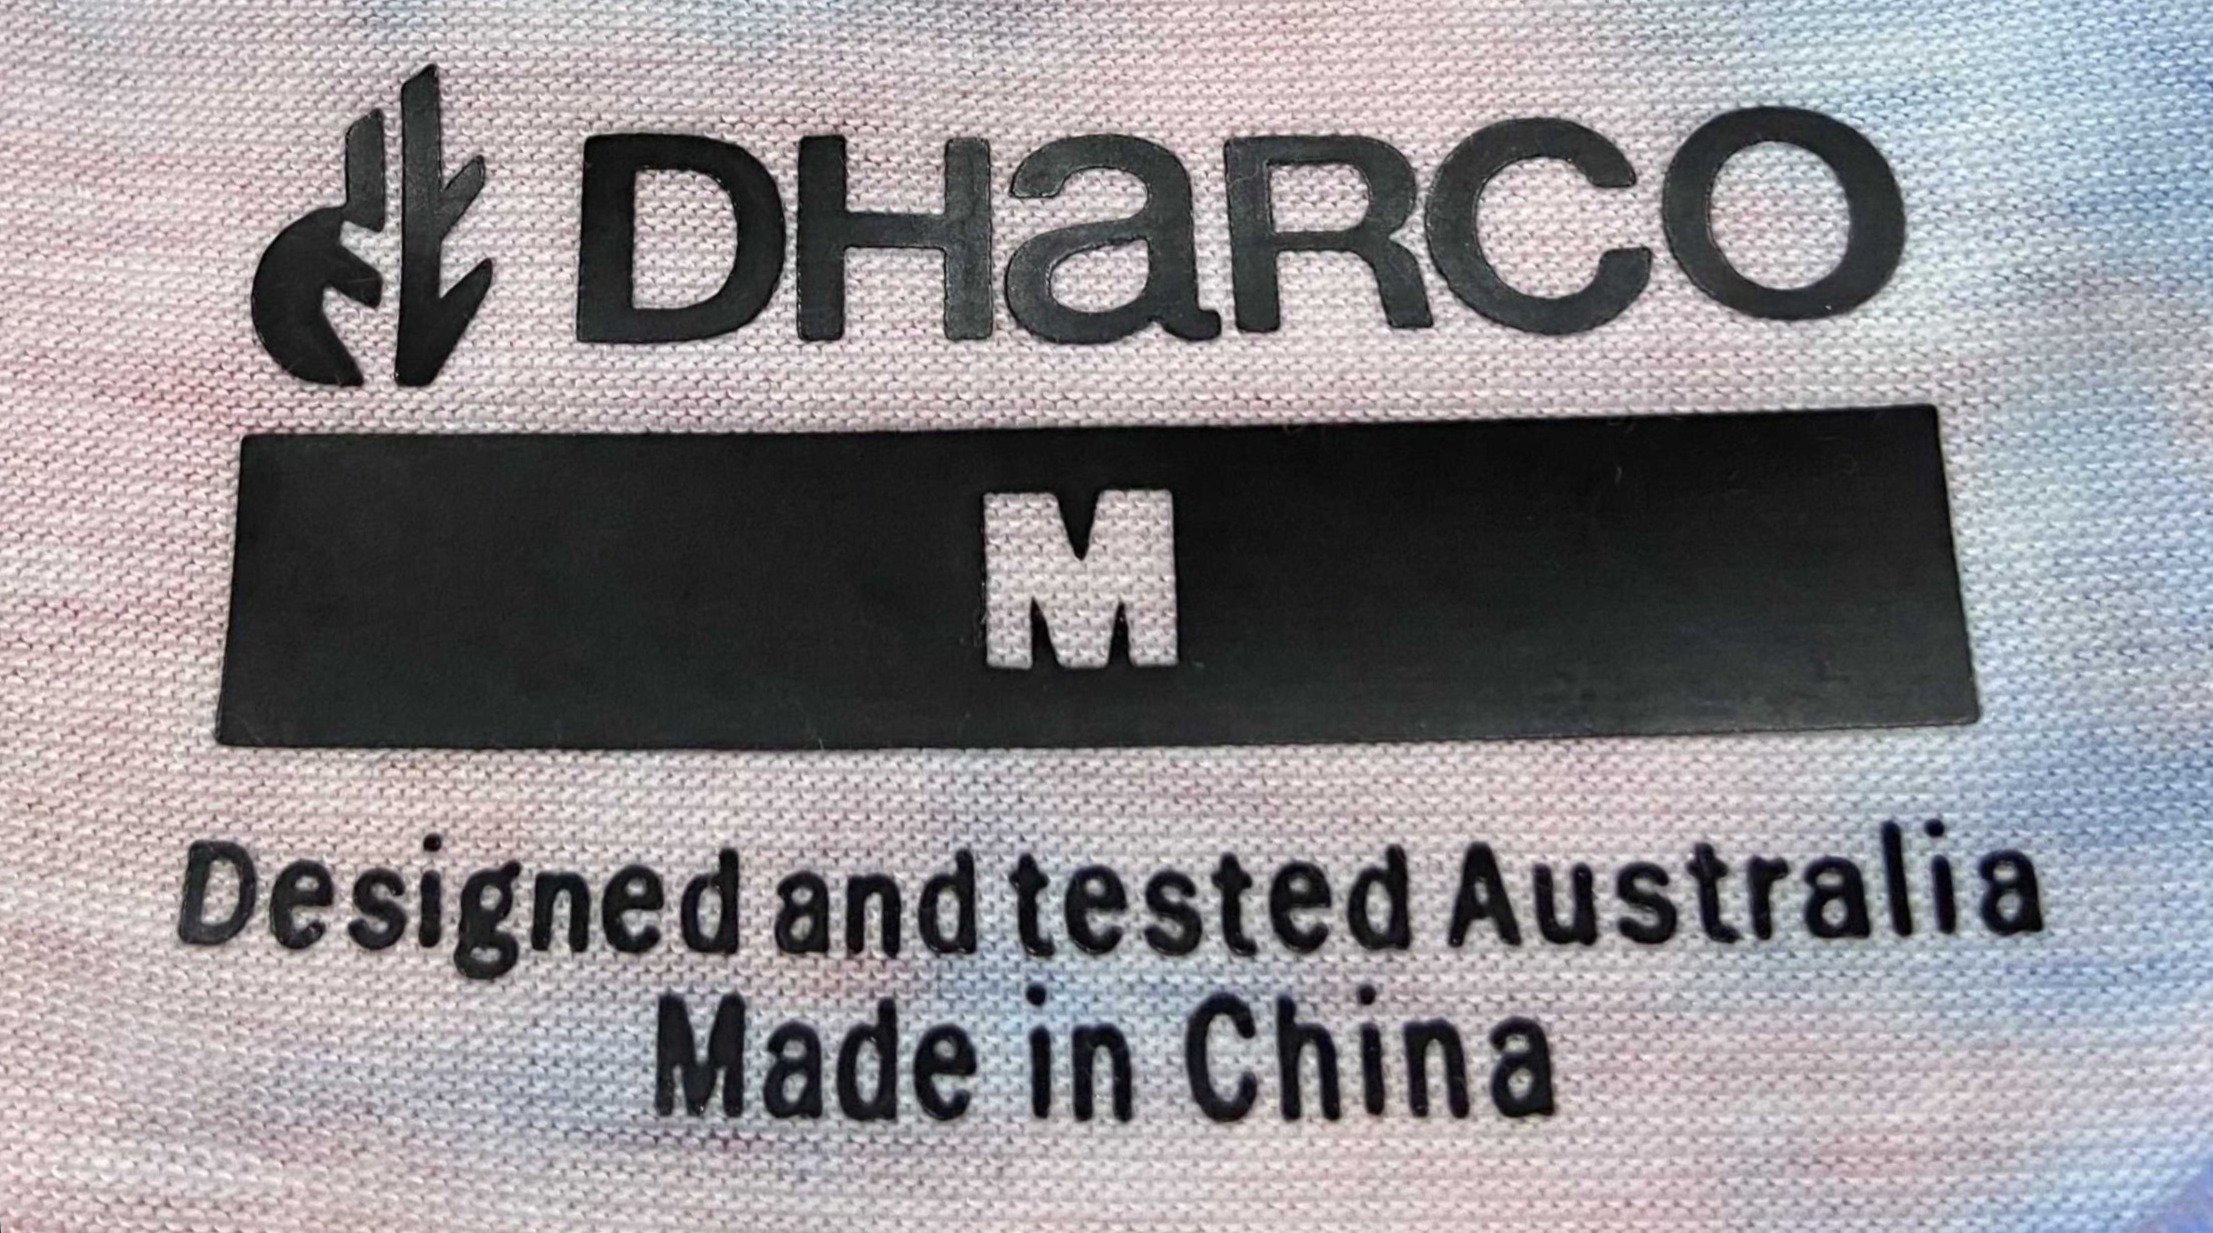 DHaRCO
M
Designed and tested Australia
Made in China